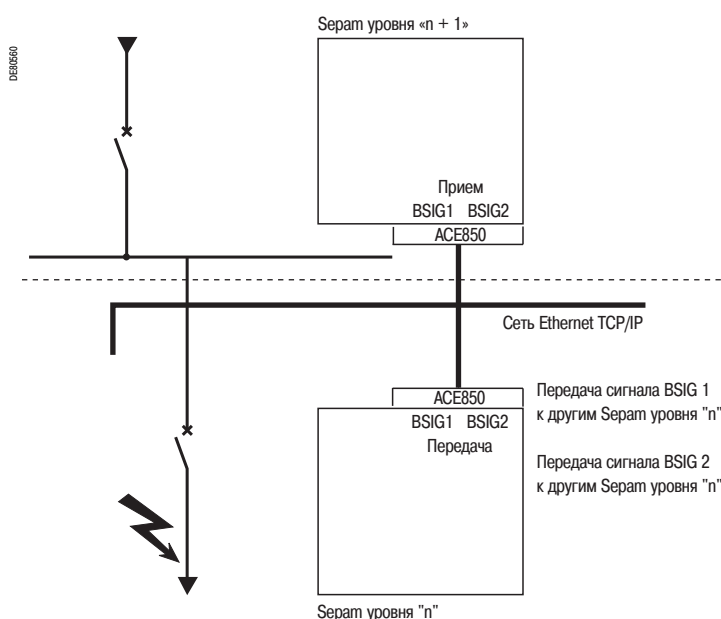 DE80560
Sepam уровня «n + 1»
Прием
BSIG1 BSIG2
ACE850
Сеть Ethernet TCP/IP
ACE850
BSIG1 BSIG2
Передача
Передача сигнала BSIG 1
к другим Sepam уровня "n"
Передача сигнала BSIG 2
к другим Sepam уровня "n"
Sepam уровня "n"